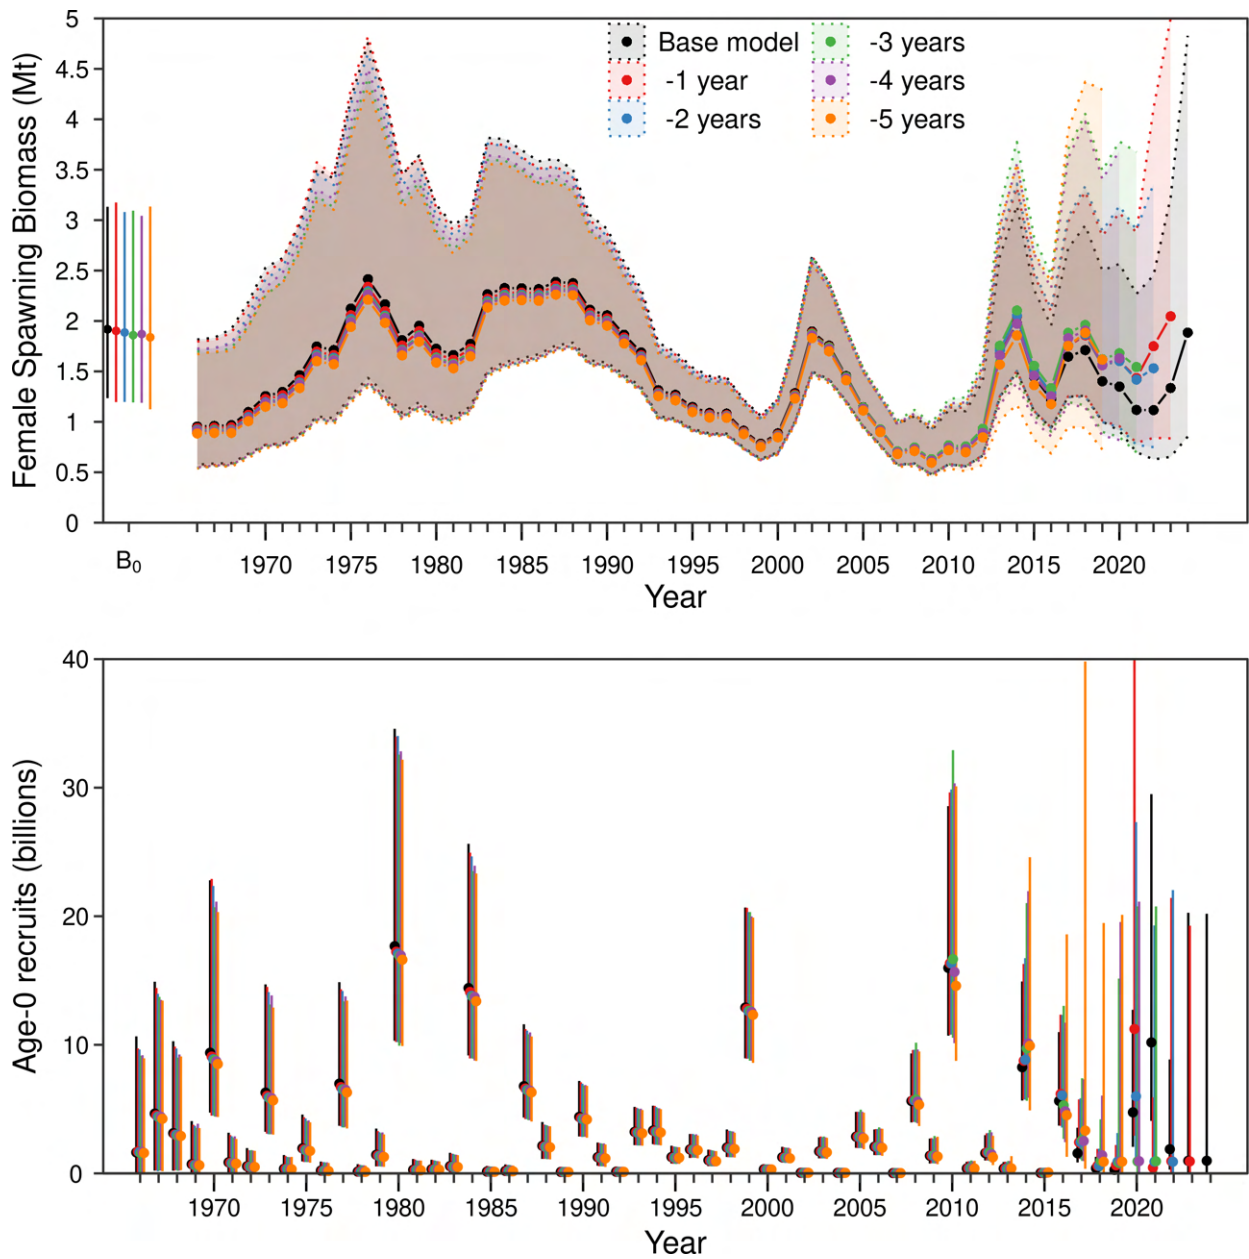 Female Spawning Biomass (Mt)
5
4.5
4
3.5
3
2.5
2
1.5
1
0.5
0
Base model
-1 year
-2 years
-3 years
-4 years
-5 years
B₀
1970 1975 1980 1985 1990 1995 2000 2005 2010 2015 2020
Year
Age-0 recruits (billions)
40
30
20
10
0
1970 1975 1980 1985 1990 1995 2000 2005 2010 2015 2020
Year